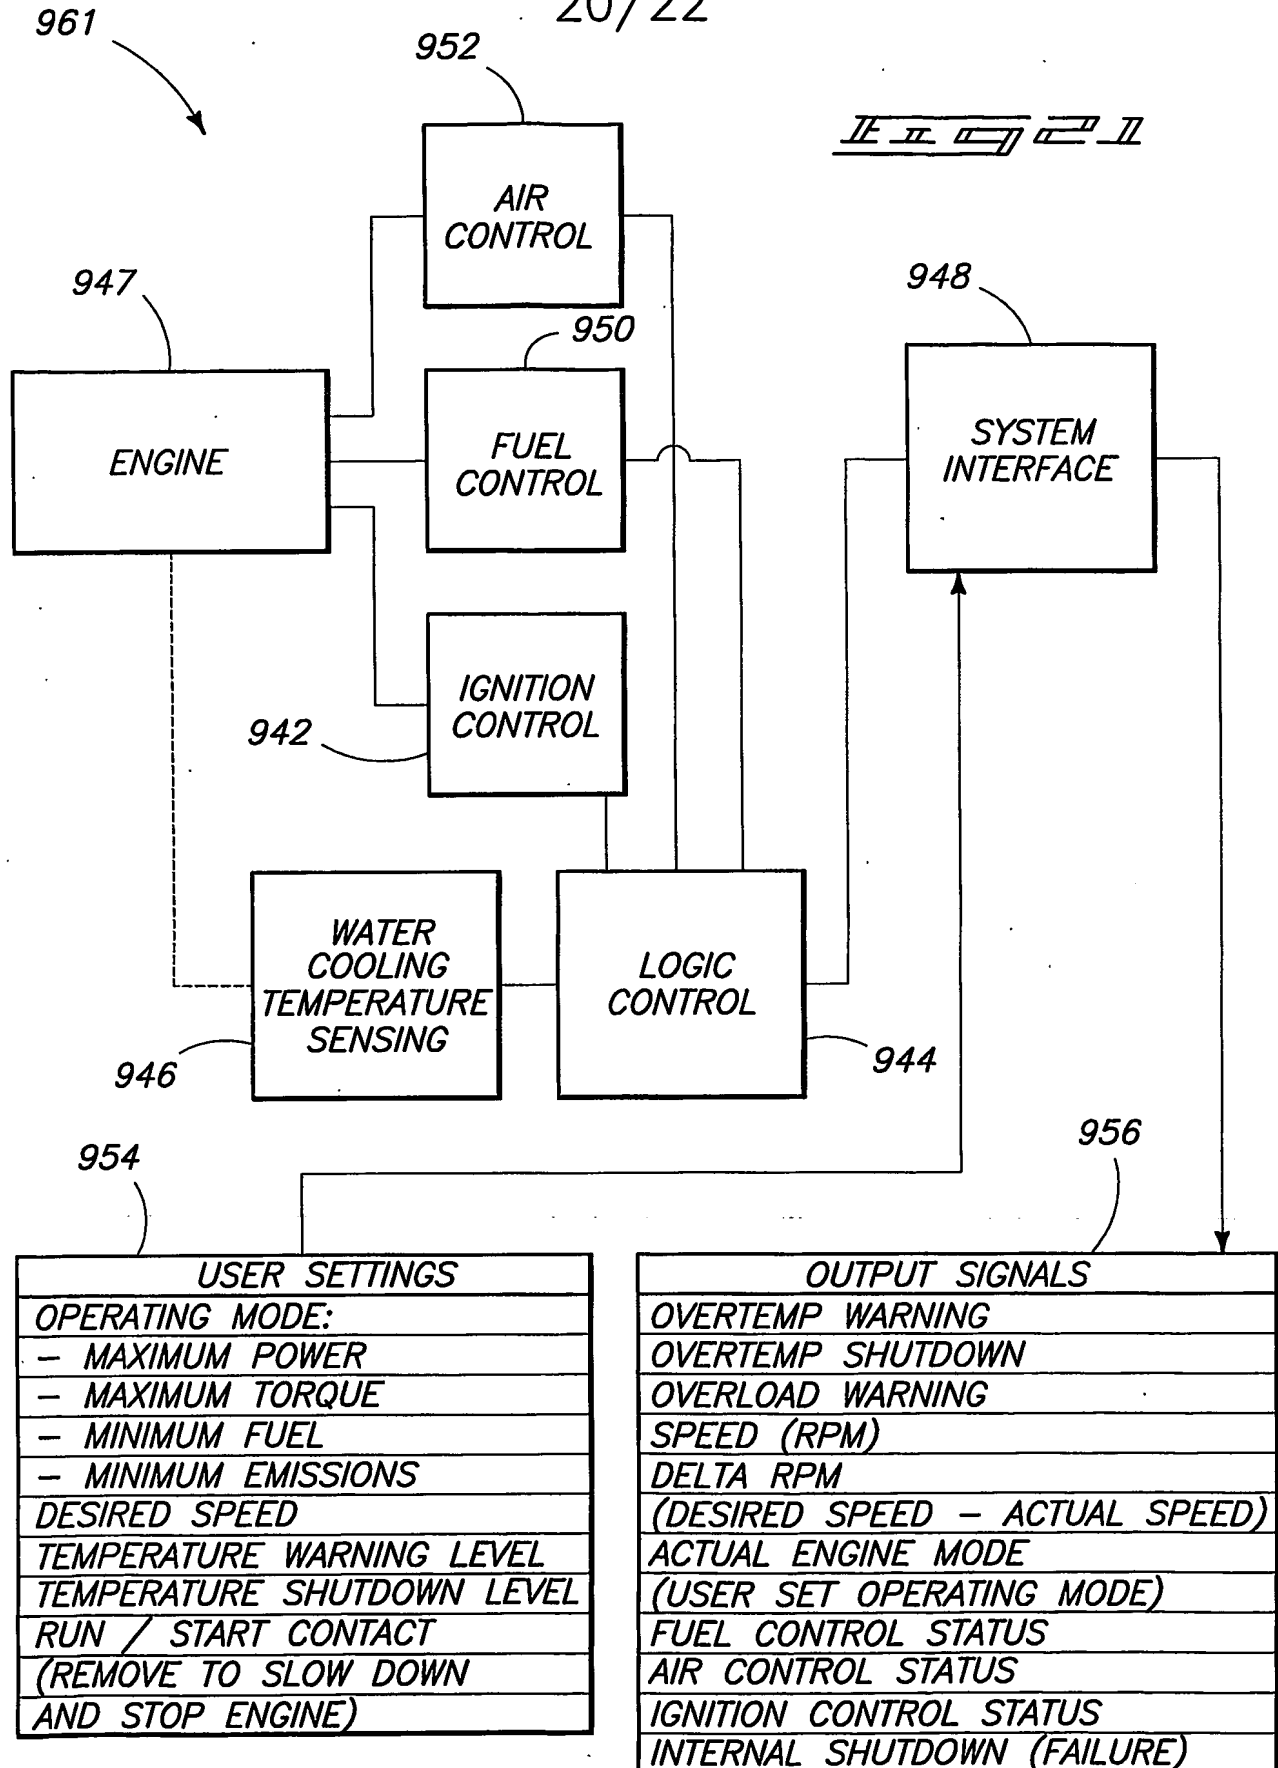 20/22
961
952
Fig 21
AIR
CONTROL
947
948
950
ENGINE
FUEL
CONTROL
SYSTEM
INTERFACE
IGNITION
CONTROL
942
WATER
COOLING
TEMPERATURE
SENSING
LOGIC
CONTROL
946
944
954
956
USER SETTINGS
OPERATING MODE:
– MAXIMUM POWER
– MAXIMUM TORQUE
– MINIMUM FUEL
– MINIMUM EMISSIONS
DESIRED SPEED
TEMPERATURE WARNING LEVEL
TEMPERATURE SHUTDOWN LEVEL
RUN / START CONTACT
(REMOVE TO SLOW DOWN
AND STOP ENGINE)
OUTPUT SIGNALS
OVERTEMP WARNING
OVERTEMP SHUTDOWN
OVERLOAD WARNING
SPEED (RPM)
DELTA RPM
(DESIRED SPEED – ACTUAL SPEED)
ACTUAL ENGINE MODE
(USER SET OPERATING MODE)
FUEL CONTROL STATUS
AIR CONTROL STATUS
IGNITION CONTROL STATUS
INTERNAL SHUTDOWN (FAILURE)